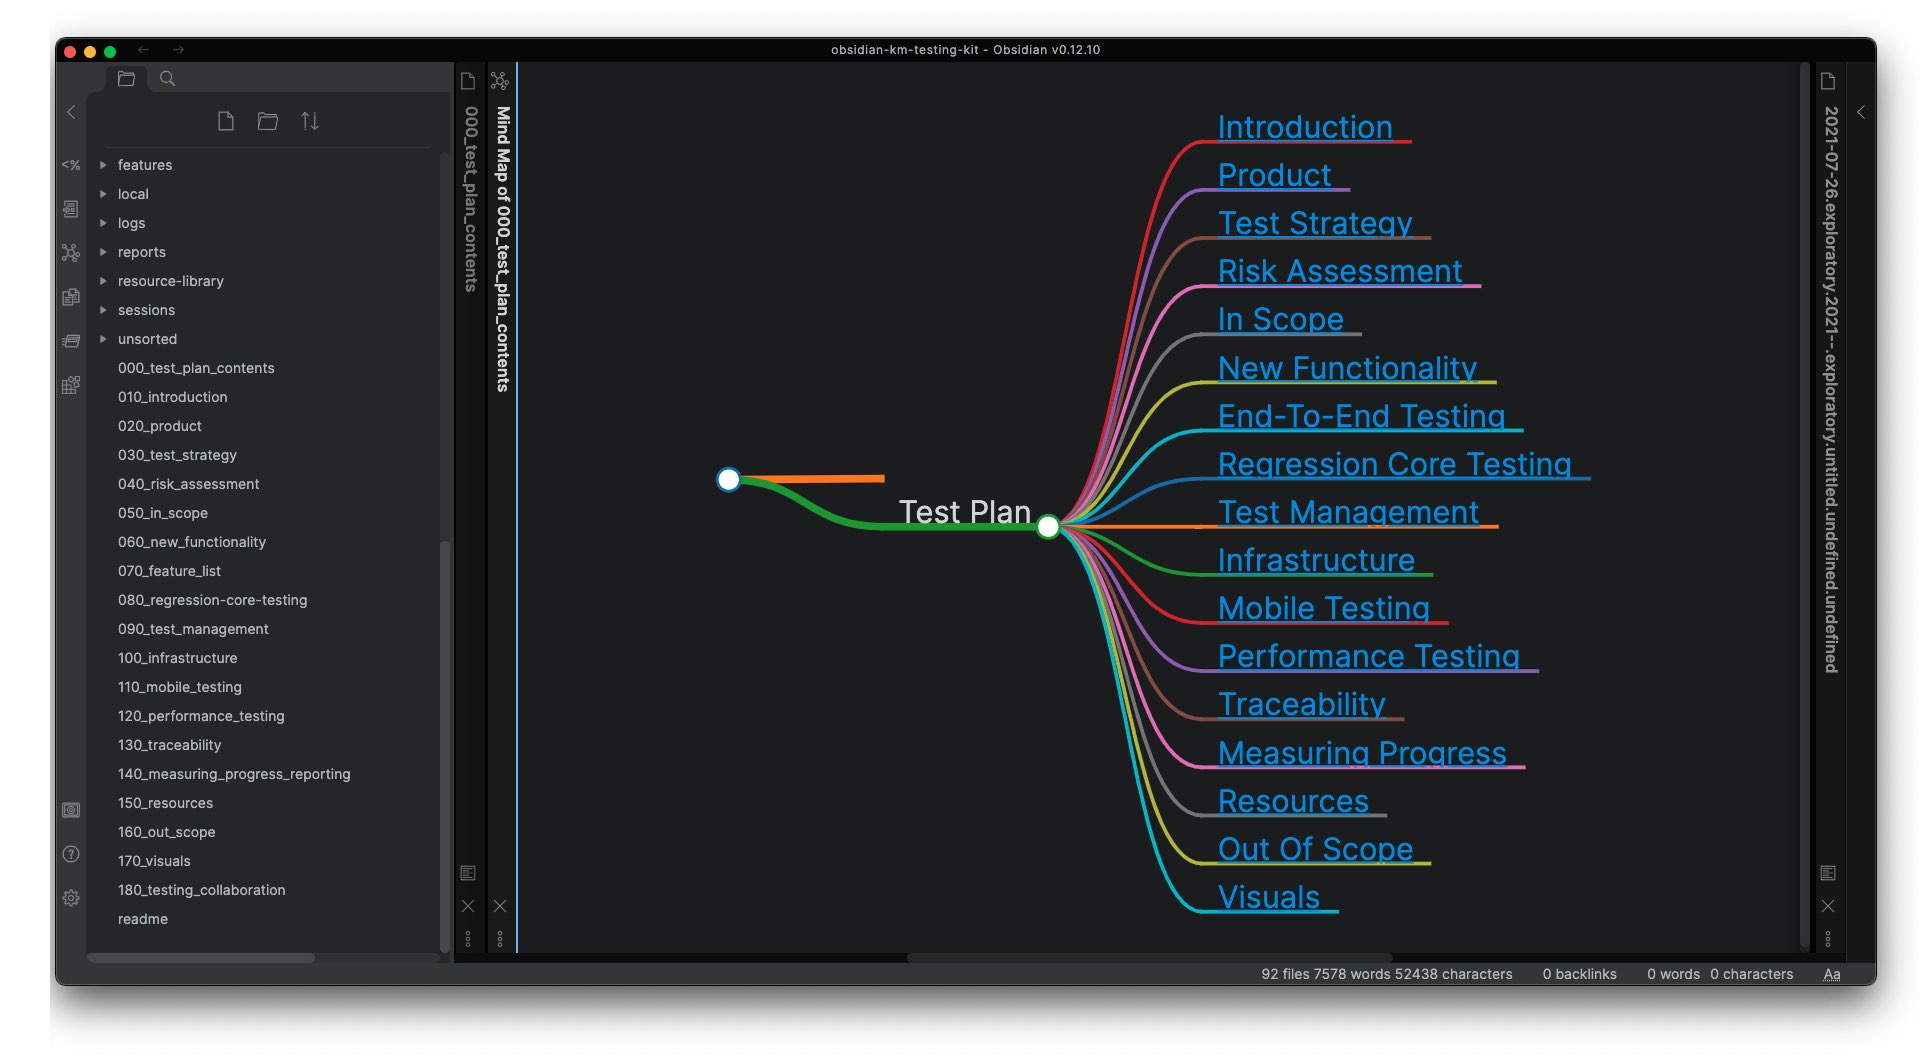 obsidian-km-testing-kit - Obsidian v0.12.10
<%
features
local
logs
reports
resource-library
sessions
unsorted
000_test_plan_contents
010_introduction
020_product
030_test_strategy
040_risk_assessment
050_in_scope
060_new_functionality
070_feature_list
080_regression-core-testing
090_test_management
100_infrastructure
110_mobile_testing
120_performance_testing
130_traceability
140_measuring_progress_reporting
150_resources
160_out_scope
170_visuals
180_testing_collaboration
readme
000_test_plan_contents
Mind Map of 000_test_plan_contents
Test Plan
Introduction
Product
Test Strategy
Risk Assessment
In Scope
New Functionality
End-To-End Testing
Regression Core Testing
Test Management
Infrastructure
Mobile Testing
Performance Testing
Traceability
Measuring Progress
Resources
Out Of Scope
Visuals
2021-07-26.exploratory.2021--.exploratory.untitled.undefined.undefined
92 files 7578 words 52438 characters
0 backlinks
0 words 0 characters
Aa